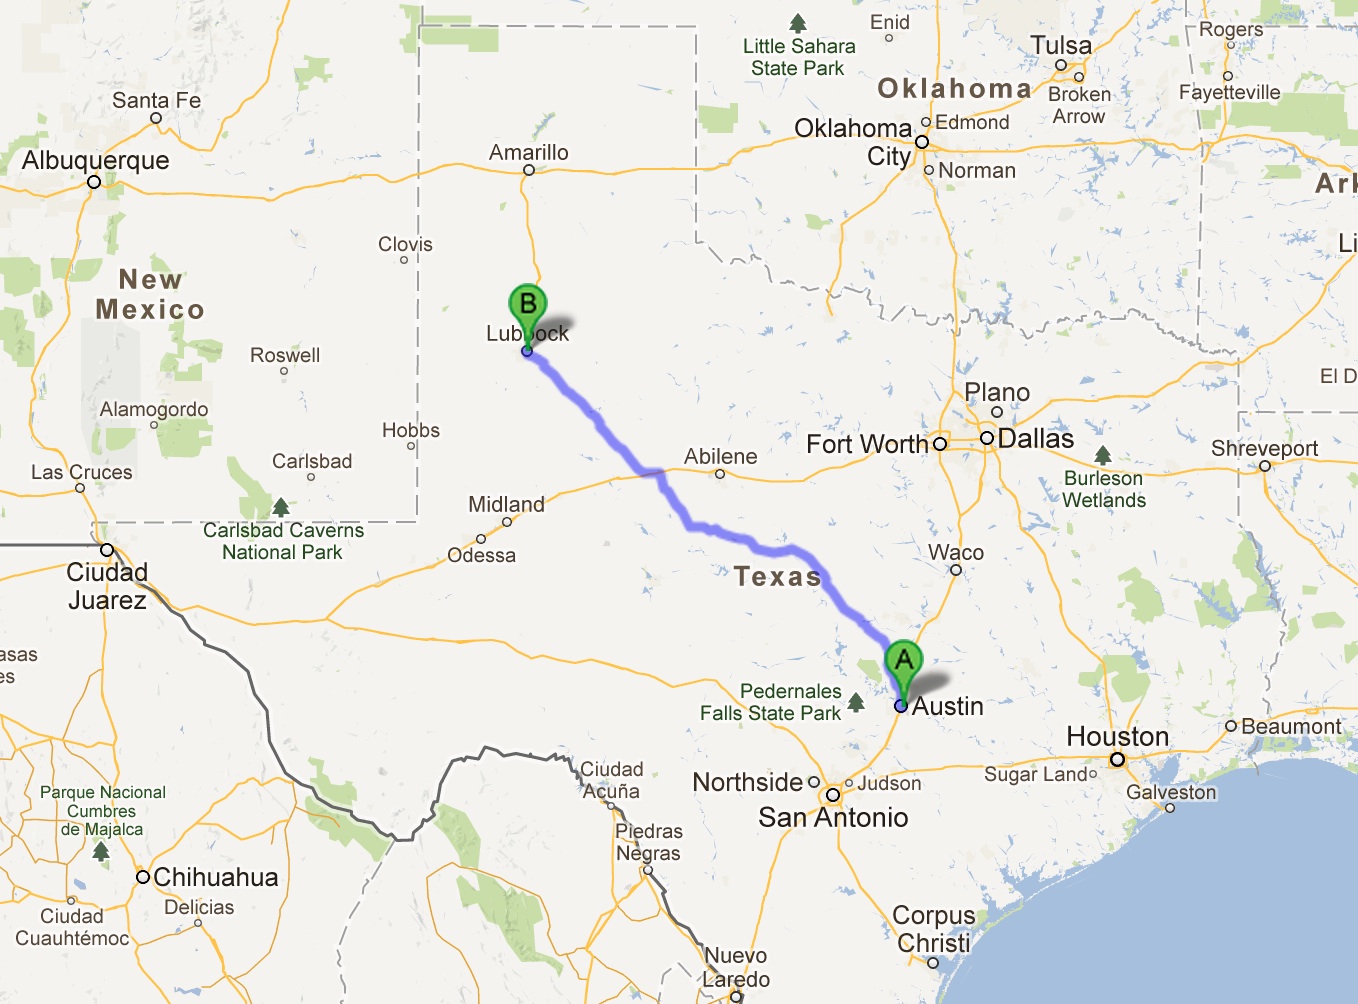 Enid
Rogers
Little Sahara
State Park
Tulsa
Oklahoma
Broken
Arrow
Fayetteville
Santa Fe
Oklahoma
City
Edmond
Albuquerque
Amarillo
Norman
Ark
Clovis
Li
New
Mexico
B
Lubbock
Roswell
El D
Plano
Alamogordo
Hobbs
Fort Worth
Dallas
Las Cruces
Carlsbad
Abilene
Shreveport
Burleson
Wetlands
Midland
Carlsbad Caverns
National Park
Odessa
Waco
Ciudad
Juarez
Texas
asas
es
A
Pedernales
Falls State Park
Austin
Beaumont
Houston
Ciudad
Acuña
Northside
Judson
Sugar Land
Galveston
Parque Nacional
Cumbres
de Majalca
San Antonio
Piedras
Negras
Chihuahua
Delicias
Ciudad
Cuauhtémoc
Corpus
Christi
Nuevo
Laredo